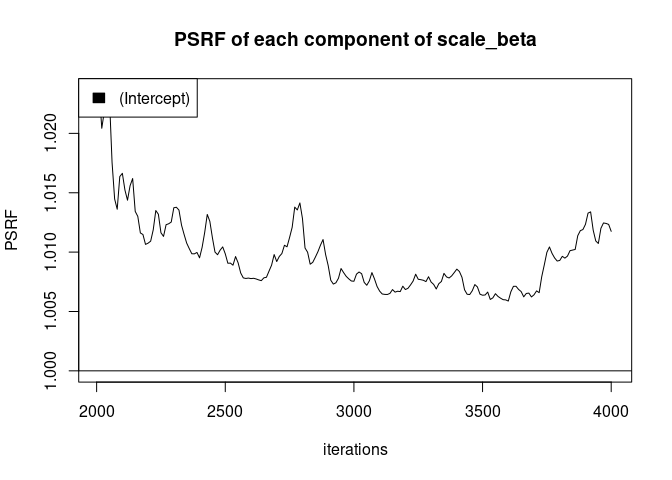 PSRF of each component of scale_beta
(Intercept)
PSRF
1.020
1.015
1.010
1.005
1.000
2000 2500 3000 3500 4000
iterations